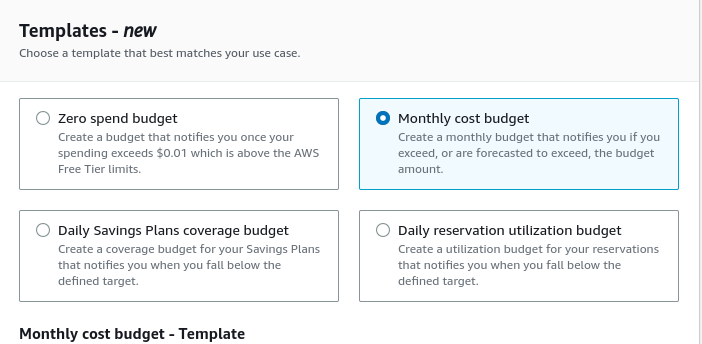 Templates - new
Choose a template that best matches your use case.
Zero spend budget
Create a budget that notifies you once your
spending exceeds $0.01 which is above the AWS
Free Tier limits.
Monthly cost budget
Create a monthly budget that notifies you if you
exceed, or are forecasted to exceed, the budget
amount.
Daily Savings Plans coverage budget
Create a coverage budget for your Savings Plans
that notifies you when you fall below the
defined target.
Daily reservation utilization budget
Create a utilization budget for your reservations
that notifies you when you fall below the
defined target.
Monthly cost budget - Template